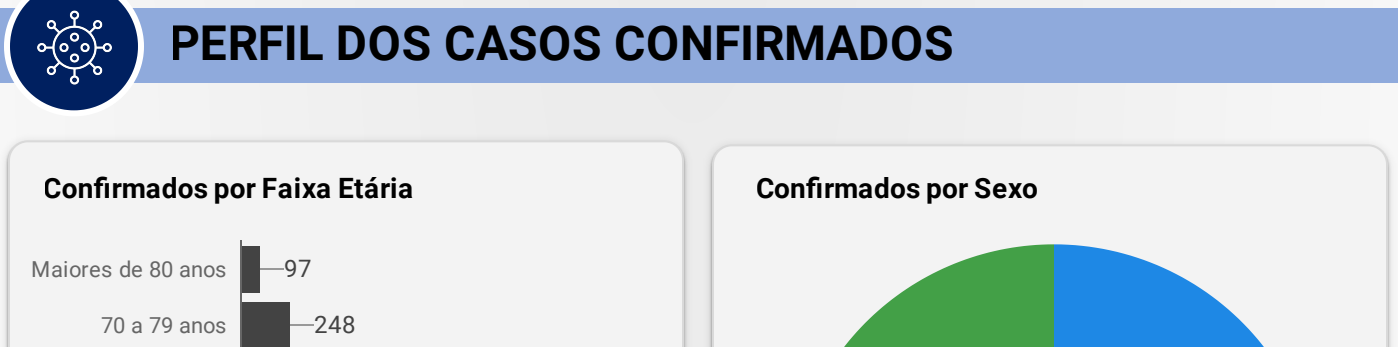 PERFIL DOS CASOS CONFIRMADOS
Confirmados por Faixa Etária
Maiores de 80 anos 97
70 a 79 anos 248
Confirmados por Sexo